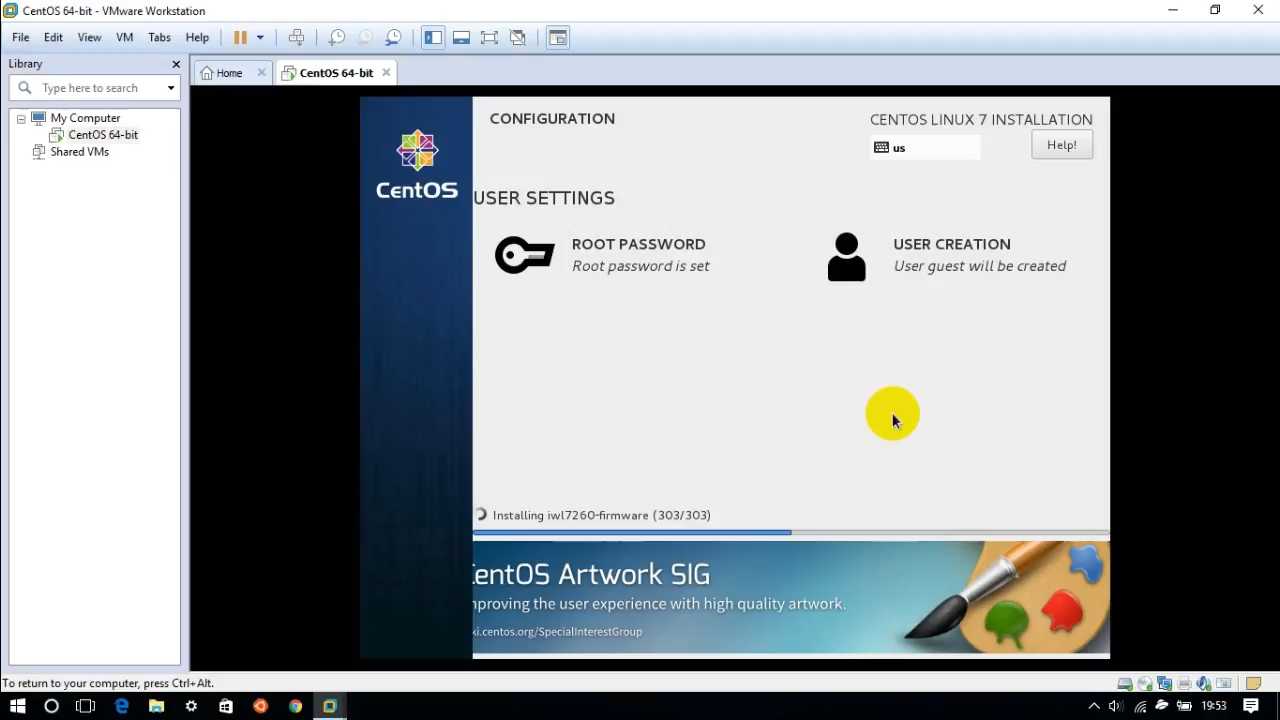 CentOS 64-bit - VMware Workstation
File Edit View VM Tabs Help
Library
Home
CentOS 64-bit
Type here to search
My Computer
CentOS 64-bit
Shared VMs
CentOS
CONFIGURATION
CENTOS LINUX 7 INSTALLATION
us
Help!
USER SETTINGS
ROOT PASSWORD
Root password is set
USER CREATION
User guest will be created
Installing iwl7260-firmware (303/303)
entOS Artwork SIG
mproving the user experience with high quality artwork.
ki.centos.org/SpecialInterestGroup
To return to your computer, press Ctrl+Alt.
19:53